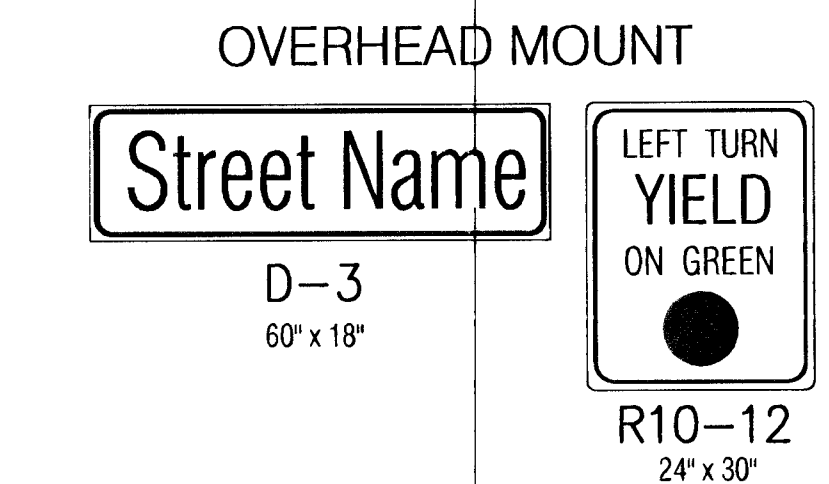 OVERHEAD MOUNT
Street Name
D-3
60" x 18"
LEFT TURN
YIELD
ON GREEN
R10-12
24" x 30"